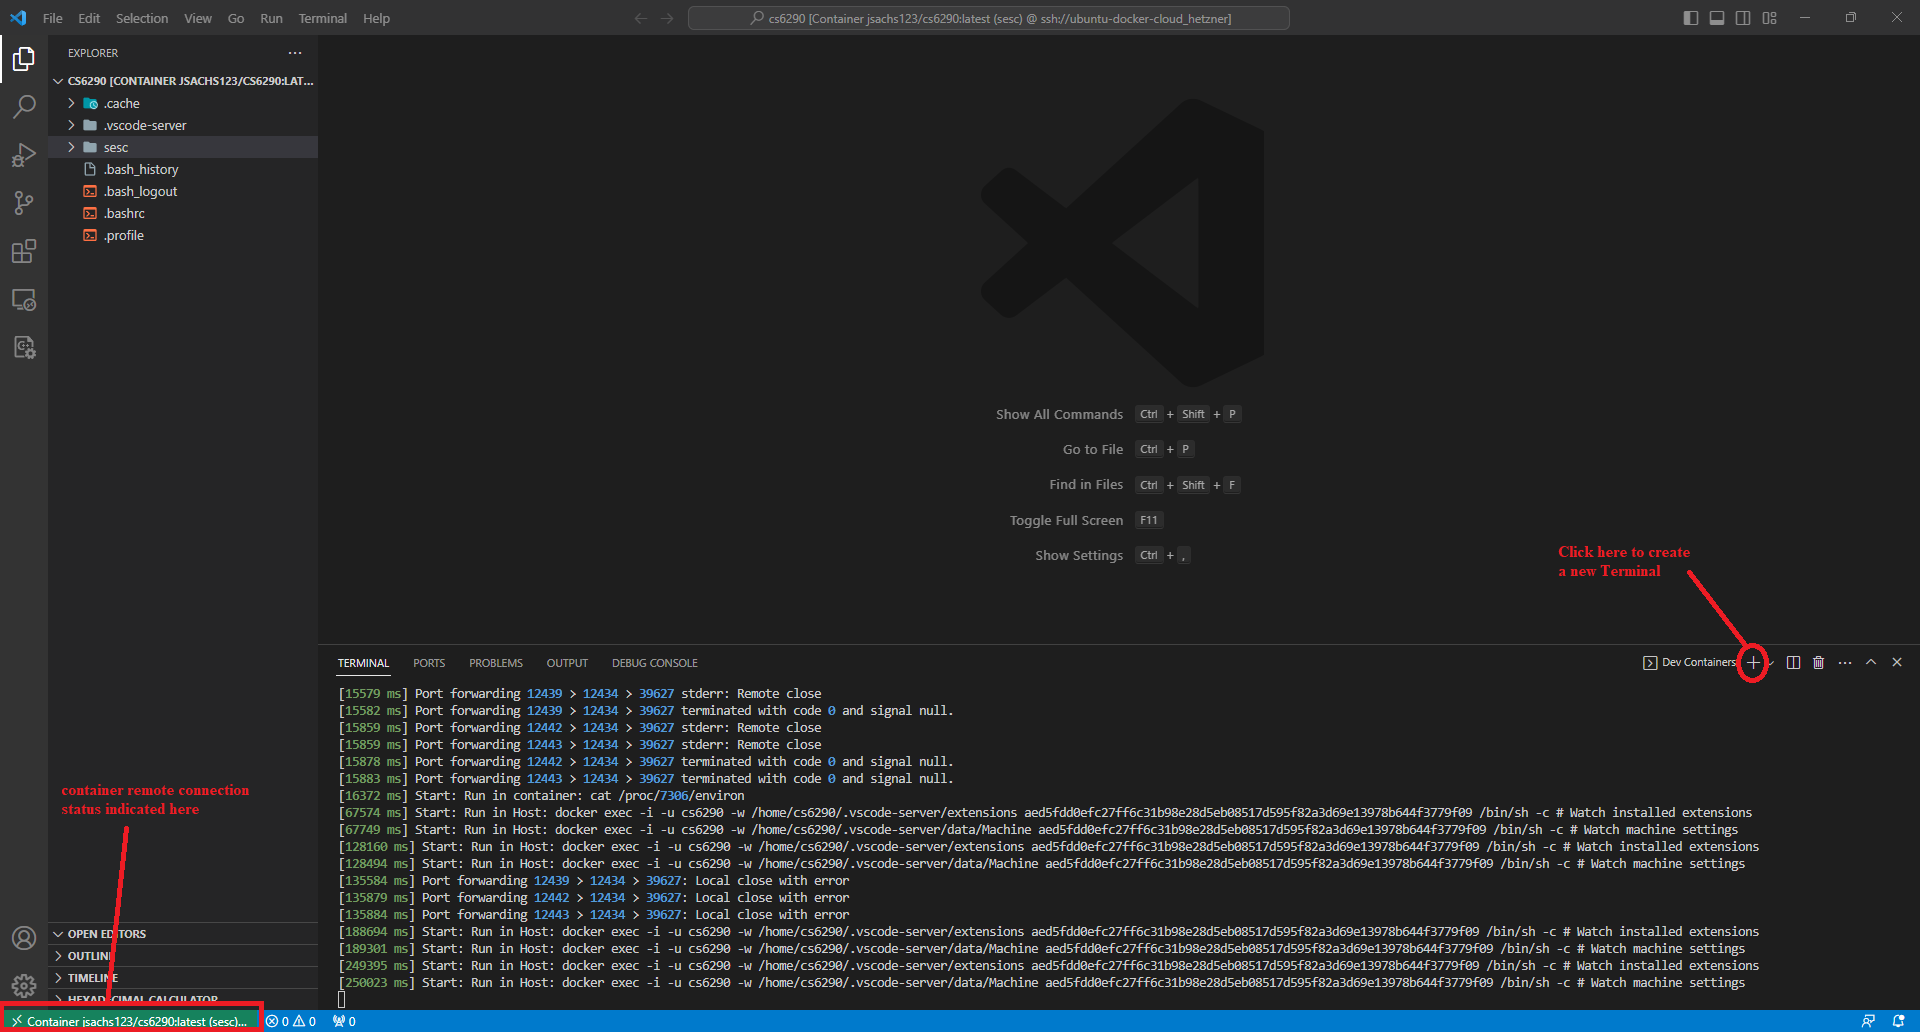 File Edit Selection View Go Run Terminal Help
cs6290 [Container jsachs123/cs6290:latest (sesc) @ ssh://ubuntu-docker-cloud_hetzner]
EXPLORER
CS6290 [CONTAINER JSACHS123/CS6290:LAT...
.cache
.vscode-server
sesc
.bash_history
.bash_logout
.bashrc
.profile
Show All Commands Ctrl + Shift + P
Go to File Ctrl + P
Find in Files Ctrl + Shift + F
Toggle Full Screen F11
Show Settings Ctrl + ,
Click here to create
a new Terminal
TERMINAL PORTS PROBLEMS OUTPUT DEBUG CONSOLE
Dev Containers
[15579 ms] Port forwarding 12439 > 12434 > 39627 stderr: Remote close
[15582 ms] Port forwarding 12439 > 12434 > 39627 terminated with code 0 and signal null.
[15859 ms] Port forwarding 12442 > 12434 > 39627 stderr: Remote close
[15859 ms] Port forwarding 12443 > 12434 > 39627 stderr: Remote close
[15878 ms] Port forwarding 12442 > 12434 > 39627 terminated with code 0 and signal null.
[15883 ms] Port forwarding 12443 > 12434 > 39627 terminated with code 0 and signal null.
[16372 ms] Start: Run in container: cat /proc/7306/environ
[67574 ms] Start: Run in Host: docker exec -i -u cs6290 -w /home/cs6290/.vscode-server/extensions aed5fdd0efc27ff6c31b98e28d5eb08517d595f82a3d69e13978b644f3779f09 /bin/sh -c # Watch installed extensions
[67749 ms] Start: Run in Host: docker exec -i -u cs6290 -w /home/cs6290/.vscode-server/data/Machine aed5fdd0efc27ff6c31b98e28d5eb08517d595f82a3d69e13978b644f3779f09 /bin/sh -c # Watch machine settings
[128160 ms] Start: Run in Host: docker exec -i -u cs6290 -w /home/cs6290/.vscode-server/extensions aed5fdd0efc27ff6c31b98e28d5eb08517d595f82a3d69e13978b644f3779f09 /bin/sh -c # Watch installed extensions
[128494 ms] Start: Run in Host: docker exec -i -u cs6290 -w /home/cs6290/.vscode-server/data/Machine aed5fdd0efc27ff6c31b98e28d5eb08517d595f82a3d69e13978b644f3779f09 /bin/sh -c # Watch machine settings
[135584 ms] Port forwarding 12439 > 12434 > 39627: Local close with error
[135879 ms] Port forwarding 12442 > 12434 > 39627: Local close with error
[135884 ms] Port forwarding 12443 > 12434 > 39627: Local close with error
[188694 ms] Start: Run in Host: docker exec -i -u cs6290 -w /home/cs6290/.vscode-server/extensions aed5fdd0efc27ff6c31b98e28d5eb08517d595f82a3d69e13978b644f3779f09 /bin/sh -c # Watch installed extensions
[189301 ms] Start: Run in Host: docker exec -i -u cs6290 -w /home/cs6290/.vscode-server/data/Machine aed5fdd0efc27ff6c31b98e28d5eb08517d595f82a3d69e13978b644f3779f09 /bin/sh -c # Watch machine settings
[249395 ms] Start: Run in Host: docker exec -i -u cs6290 -w /home/cs6290/.vscode-server/extensions aed5fdd0efc27ff6c31b98e28d5eb08517d595f82a3d69e13978b644f3779f09 /bin/sh -c # Watch installed extensions
[250023 ms] Start: Run in Host: docker exec -i -u cs6290 -w /home/cs6290/.vscode-server/data/Machine aed5fdd0efc27ff6c31b98e28d5eb08517d595f82a3d69e13978b644f3779f09 /bin/sh -c # Watch machine settings
container remote connection
status indicated here
OPEN EDITORS
OUTLINE
TIMELINE
HEXADECIMAL CALCULATOR
Container jsachs123/cs6290:latest (sesc)... 0 0 0